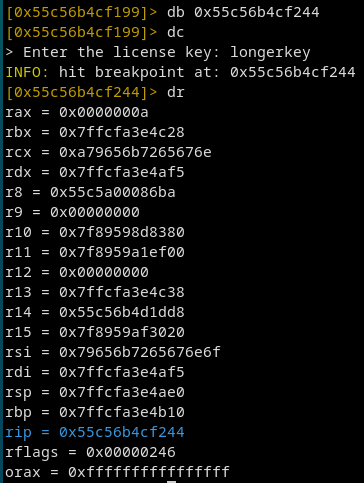 [0x55c56b4cf199]> db 0x55c56b4cf244
[0x55c56b4cf199]> dc
> Enter the license key: longerkey
INFO: hit breakpoint at: 0x55c56b4cf244
[0x55c56b4cf244]> dr
rax = 0x0000000a
rbx = 0x7ffcfa3e4c28
rcx = 0xa79656b7265676e
rdx = 0x7ffcfa3e4af5
r8 = 0x55c5a00086ba
r9 = 0x00000000
r10 = 0x7f89598d8380
r11 = 0x7f8959a1ef00
r12 = 0x00000000
r13 = 0x7ffcfa3e4c38
r14 = 0x55c56b4d1dd8
r15 = 0x7f8959af3020
rsi = 0x79656b7265676e6f
rdi = 0x7ffcfa3e4af5
rsp = 0x7ffcfa3e4ae0
rbp = 0x7ffcfa3e4b10
rip = 0x55c56b4cf244
rflags = 0x00000246
orax = 0xffffffffffffffff